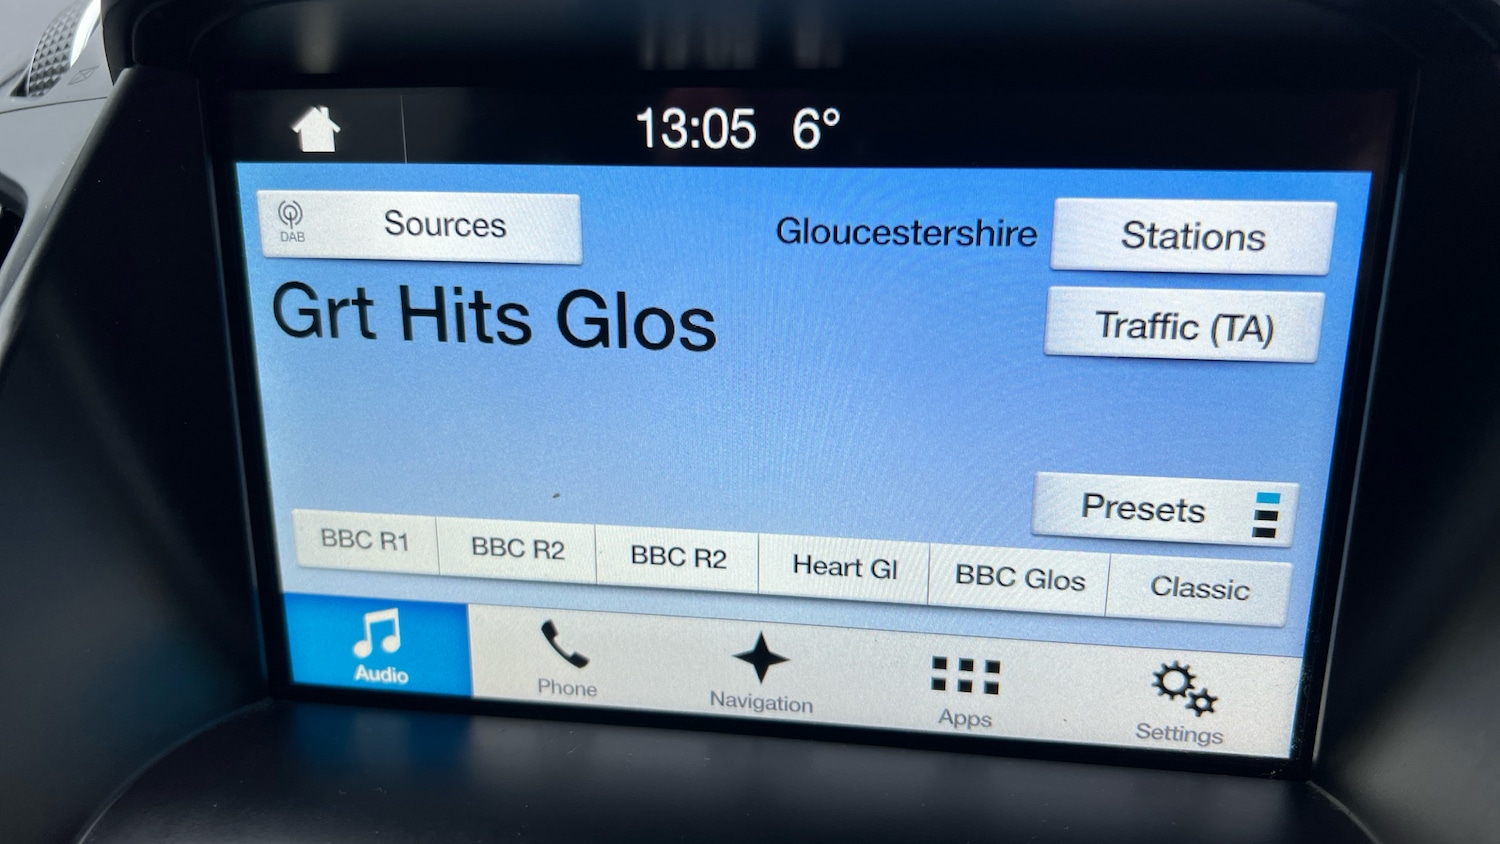 13:05 6°
DAB Sources
Gloucestershire Stations
Grt Hits Glos
Traffic (TA)
Presets
BBC R1 BBC R2 BBC R2 Heart Gl BBC Glos Classic
Audio Phone Navigation Apps Settings